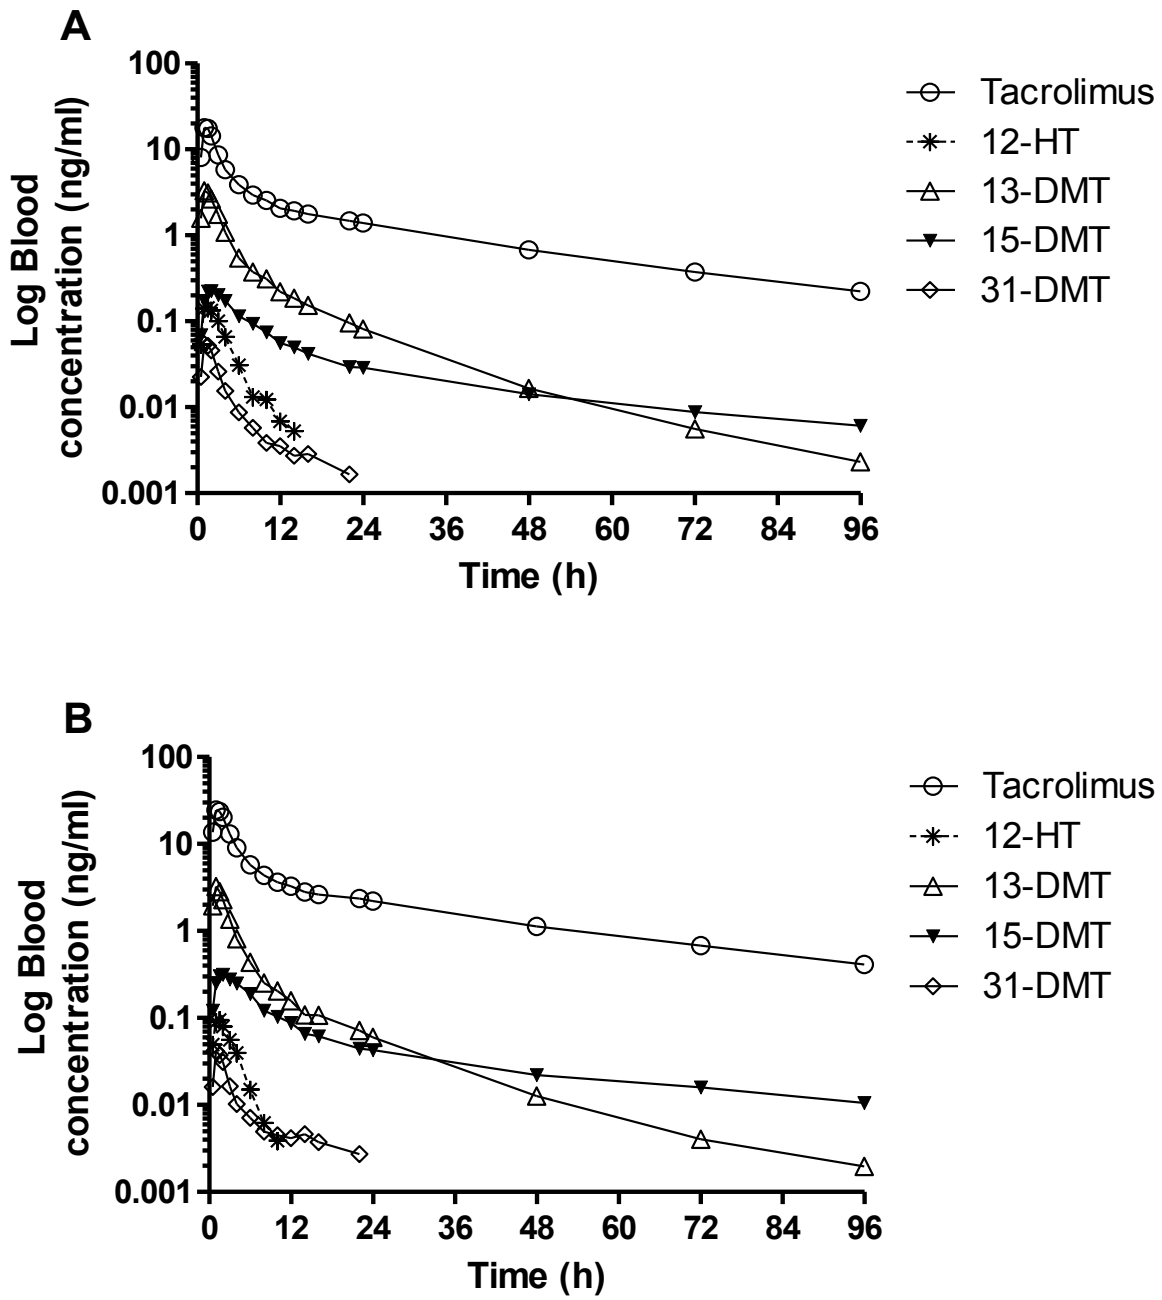 A
100
10
1
0.1
0.01
0.001
Log Blood
concentration (ng/ml)
0 12 24 36 48 60 72 84 96
Time (h)
Tacrolimus
12-HT
13-DMT
15-DMT
31-DMT
B
100
10
1
0.1
0.01
0.001
Log Blood
concentration (ng/ml)
0 12 24 36 48 60 72 84 96
Time (h)
Tacrolimus
12-HT
13-DMT
15-DMT
31-DMT